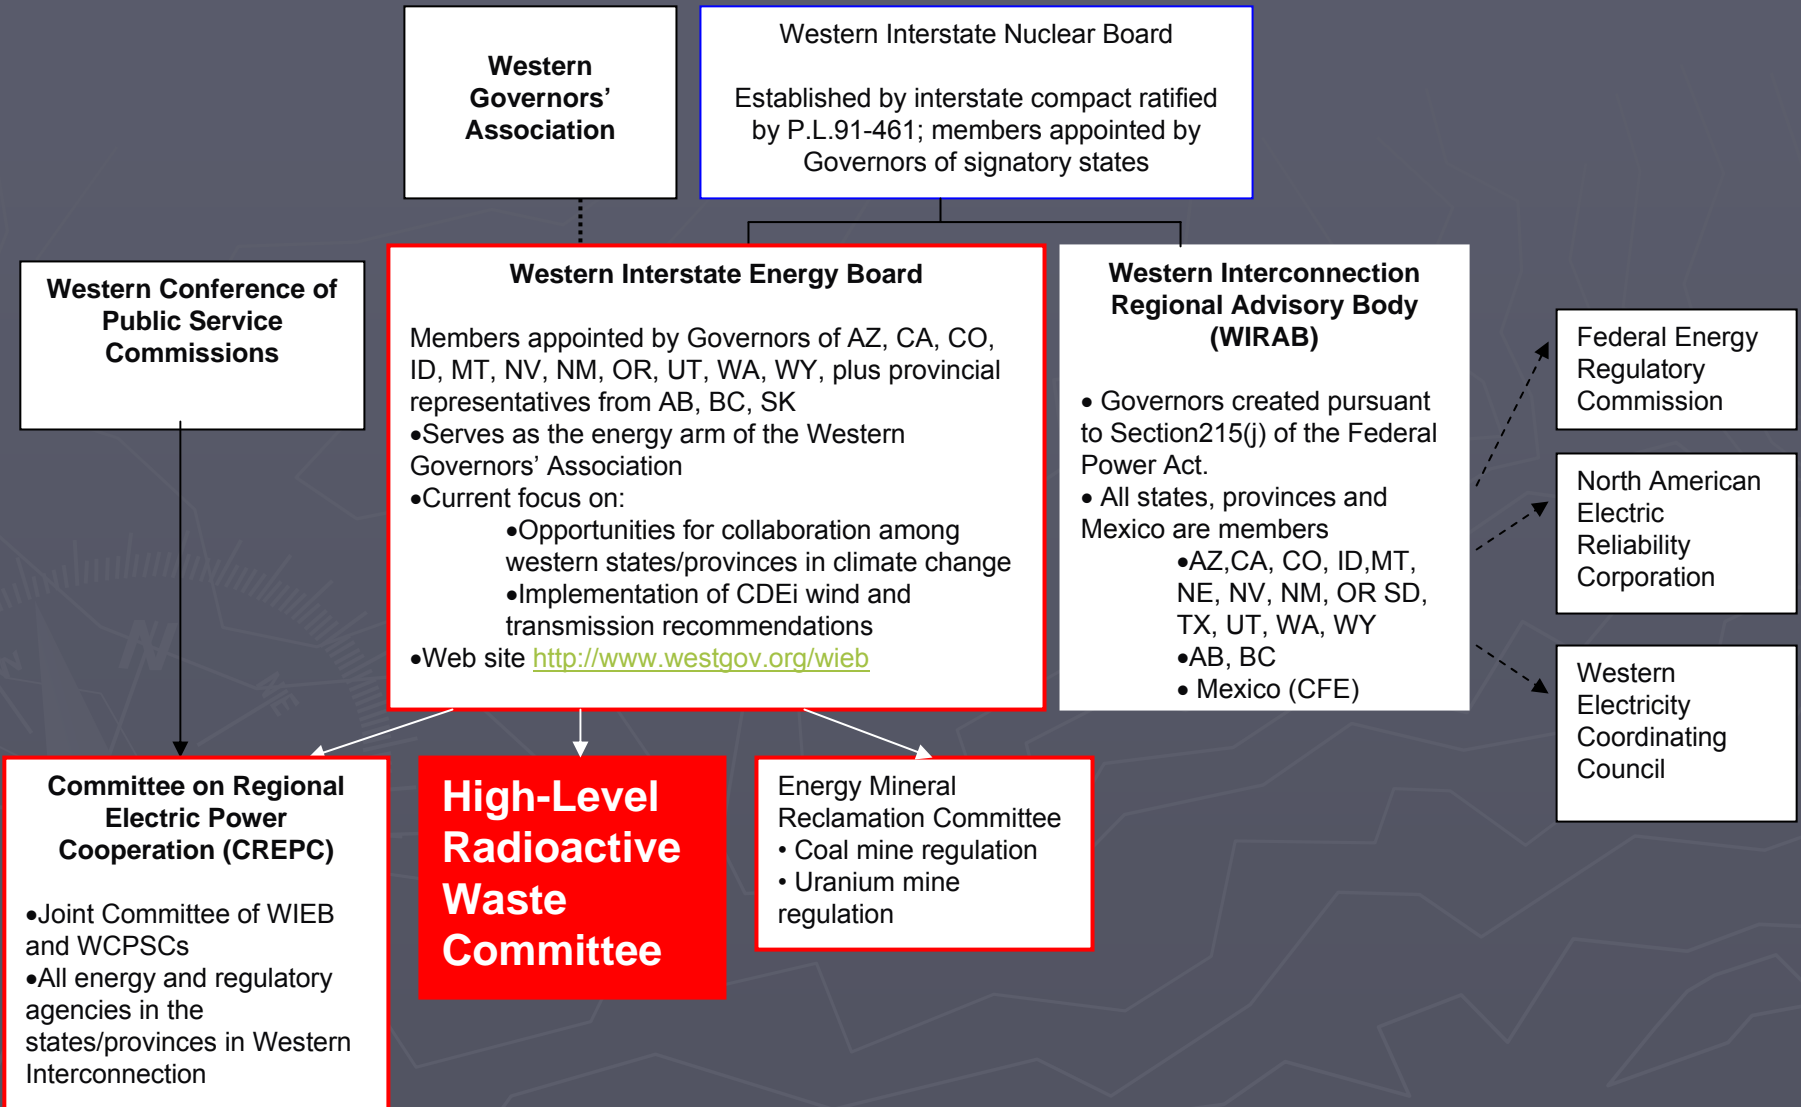 Western
Governors’
Association
Western Interstate Nuclear Board
Established by interstate compact ratified
by P.L.91-461; members appointed by
Governors of signatory states
Western Conference of
Public Service
Commissions
Western Interstate Energy Board
Members appointed by Governors of AZ, CA, CO,
ID, MT, NV, NM, OR, UT, WA, WY, plus provincial
representatives from AB, BC, SK
•Serves as the energy arm of the Western
Governors’ Association
•Current focus on:
•Opportunities for collaboration among
western states/provinces in climate change
•Implementation of CDEi wind and
transmission recommendations
•Web site http://www.westgov.org/wieb
Western Interconnection
Regional Advisory Body
(WIRAB)
• Governors created pursuant
to Section215(j) of the Federal
Power Act.
• All states, provinces and
Mexico are members
•AZ,CA, CO, ID,MT,
NE, NV, NM, OR SD,
TX, UT, WA, WY
•AB, BC
• Mexico (CFE)
Federal Energy
Regulatory
Commission
North American
Electric
Reliability
Corporation
Western
Electricity
Coordinating
Council
Committee on Regional
Electric Power
Cooperation (CREPC)
•Joint Committee of WIEB
and WCPSCs
•All energy and regulatory
agencies in the
states/provinces in Western
Interconnection
High-Level
Radioactive
Waste
Committee
Energy Mineral
Reclamation Committee
• Coal mine regulation
• Uranium mine
regulation
N
NE